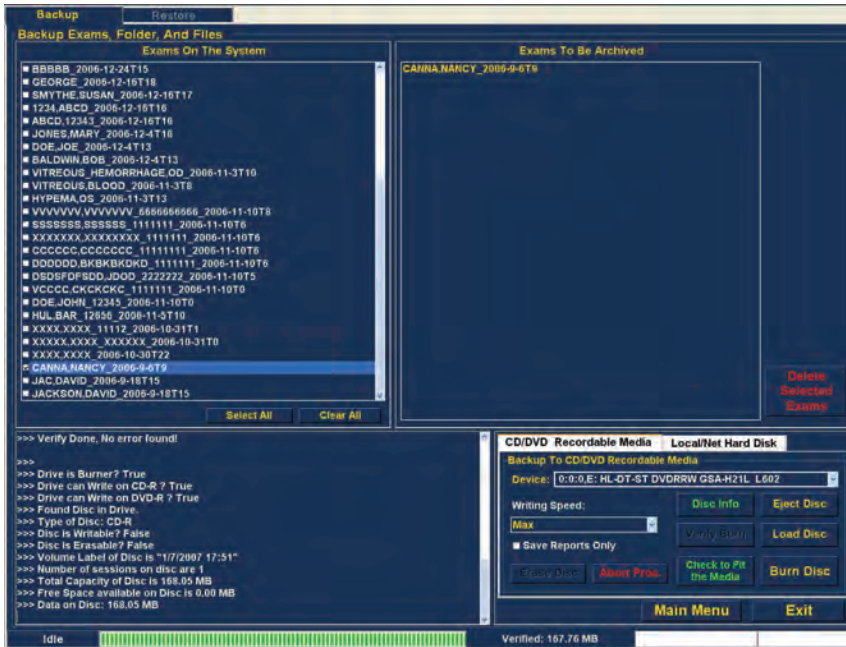 Backup
Restore
Backup Exams, Folder, And Files
Exams On The System
BBBBB_2006-12-24T15
GEORGE_2006-12-16T18
SMYTHE,SUSAN_2006-12-16T17
1234,ABCD_2006-12-16T16
ABCD,12343_2006-12-16T16
JONES,MARY_2006-12-4T16
DOE,JOE_2006-12-4T13
BALDWIN,BOB_2006-12-4T13
VITREOUS_HEMORRHAGE,OD_2006-11-3T10
VITREOUS,BLOOD_2006-11-3T8
HYPEMA,OS_2006-11-3T13
VVVVVVV,VVVVVVV_6666666666_2006-11-10T8
SSSSSSS,SSSSSS_1111111_2006-11-10T6
XXXXXXX,XXXXXXXX_1111111_2006-11-10T6
CCCCCC,CCCCCCC_11111111_2006-11-10T6
DDDDDD,BKBKBKDKD_1111111_2006-11-10T6
DSDSFDFSDD,JDOD_2222222_2006-11-10T5
VCCCC,CKCKCKC_1111111_2006-11-10T0
DOE,JOHN_12345_2006-11-10T0
HUL,BAR_12656_2006-11-5T10
XXXX,XXXX_11112_2006-10-31T1
XXXXX,XXXX_XXXXXX_2006-10-31T0
XXXX,XXXX_2006-10-30T22
CANNA,NANCY_2006-9-6T9
JAC,DAVID_2006-9-18T15
JACKSON,DAVID_2006-9-18T15
Select All
Clear All
Exams To Be Archived
CANNA,NANCY_2006-9-6T9
Delete
Selected
Exams
>>> Verify Done, No error found!
>>>
>>> Drive is Burner? True
>>> Drive can Write on CD-R ? True
>>> Drive can Write on DVD-R ? True
>>> Found Disc in Drive.
>>> Type of Disc: CD-R
>>> Disc is Writable? False
>>> Disc is Erasable? False
>>> Volume Label of Disc is "1/7/2007 17:51"
>>> Number of sessions on disc are 1
>>> Total Capacity of Disc is 168.05 MB
>>> Free Space available on Disc is 0.00 MB
>>> Data on Disc: 168.05 MB
CD/DVD Recordable Media
Local/Net Hard Disk
Backup To CD/DVD Recordable Media
Device: 0:0:0,E: HL-DT-ST DVDRRW GSA-H21L L602
Writing Speed:
Max
Save Reports Only
Disc Info
Eject Disc
Verify Burn
Load Disc
Erase Disc
Abort Proc.
Check to Fit
the Media
Burn Disc
Main Menu
Exit
Idle
Verified: 167.76 MB